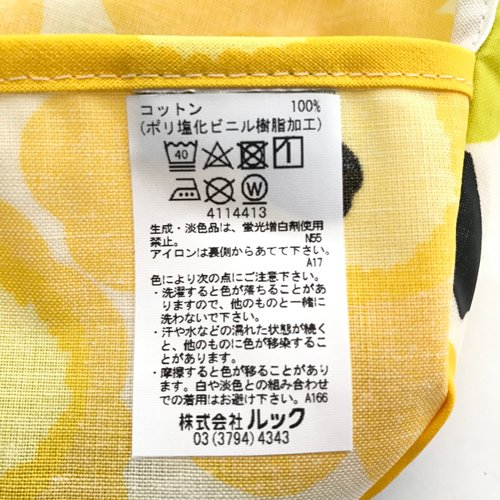 コットン 100%
(ポリ塩化ビニル樹脂加工)
40
W
4114413
生成・淡色品は、蛍光増白剤使用
禁止。 N55
アイロンは裏側からあてて下さい。
A17
色により次の点にご注意下さい。
・洗濯すると色が落ちることがあ
りますので、他のものと一緒に
洗わないで下さい。
・汗や水などの濡れた状態が続く
と、他のものに色が移染するこ
とがあります。
・摩擦すると色が移ることがあり
ます。白や淡色との組み合わせ
での着用はお避け下さい。A166
株式会社 ルック
03(3794)4343